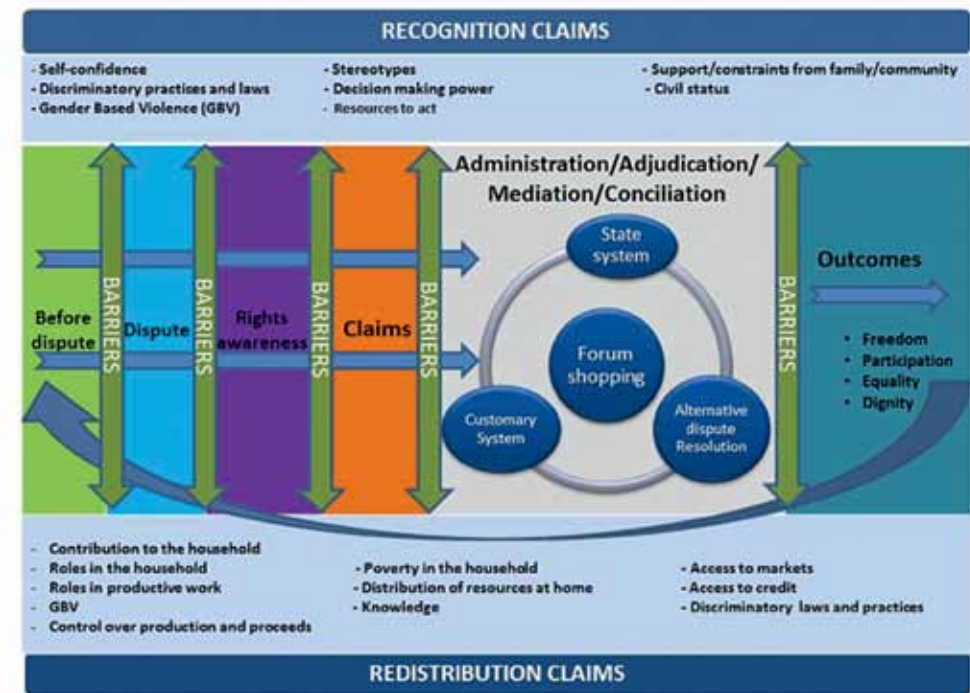 RECOGNITION CLAIMS
- Self-confidence
- Discriminatory practices and laws
- Gender Based Violence (GBV)
- Stereotypes
- Decision making power
- Resources to act
- Support/constraints from family/community
- Civil status
Before
dispute
BARRIERS
Dispute
BARRIERS
Rights
awareness
BARRIERS
Claims
BARRIERS
Administration/Adjudication/
Mediation/Conciliation
State
system
Forum
shopping
Customary
System
Alternative
dispute
Resolution
BARRIERS
Outcomes
• Freedom
• Participation
• Equality
• Dignity
- Contribution to the household
- Roles in the household
- Roles in productive work
- GBV
- Control over production and proceeds
- Poverty in the household
- Distribution of resources at home
- Knowledge
- Access to markets
- Access to credit
- Discriminatory laws and practices
REDISTRIBUTION CLAIMS